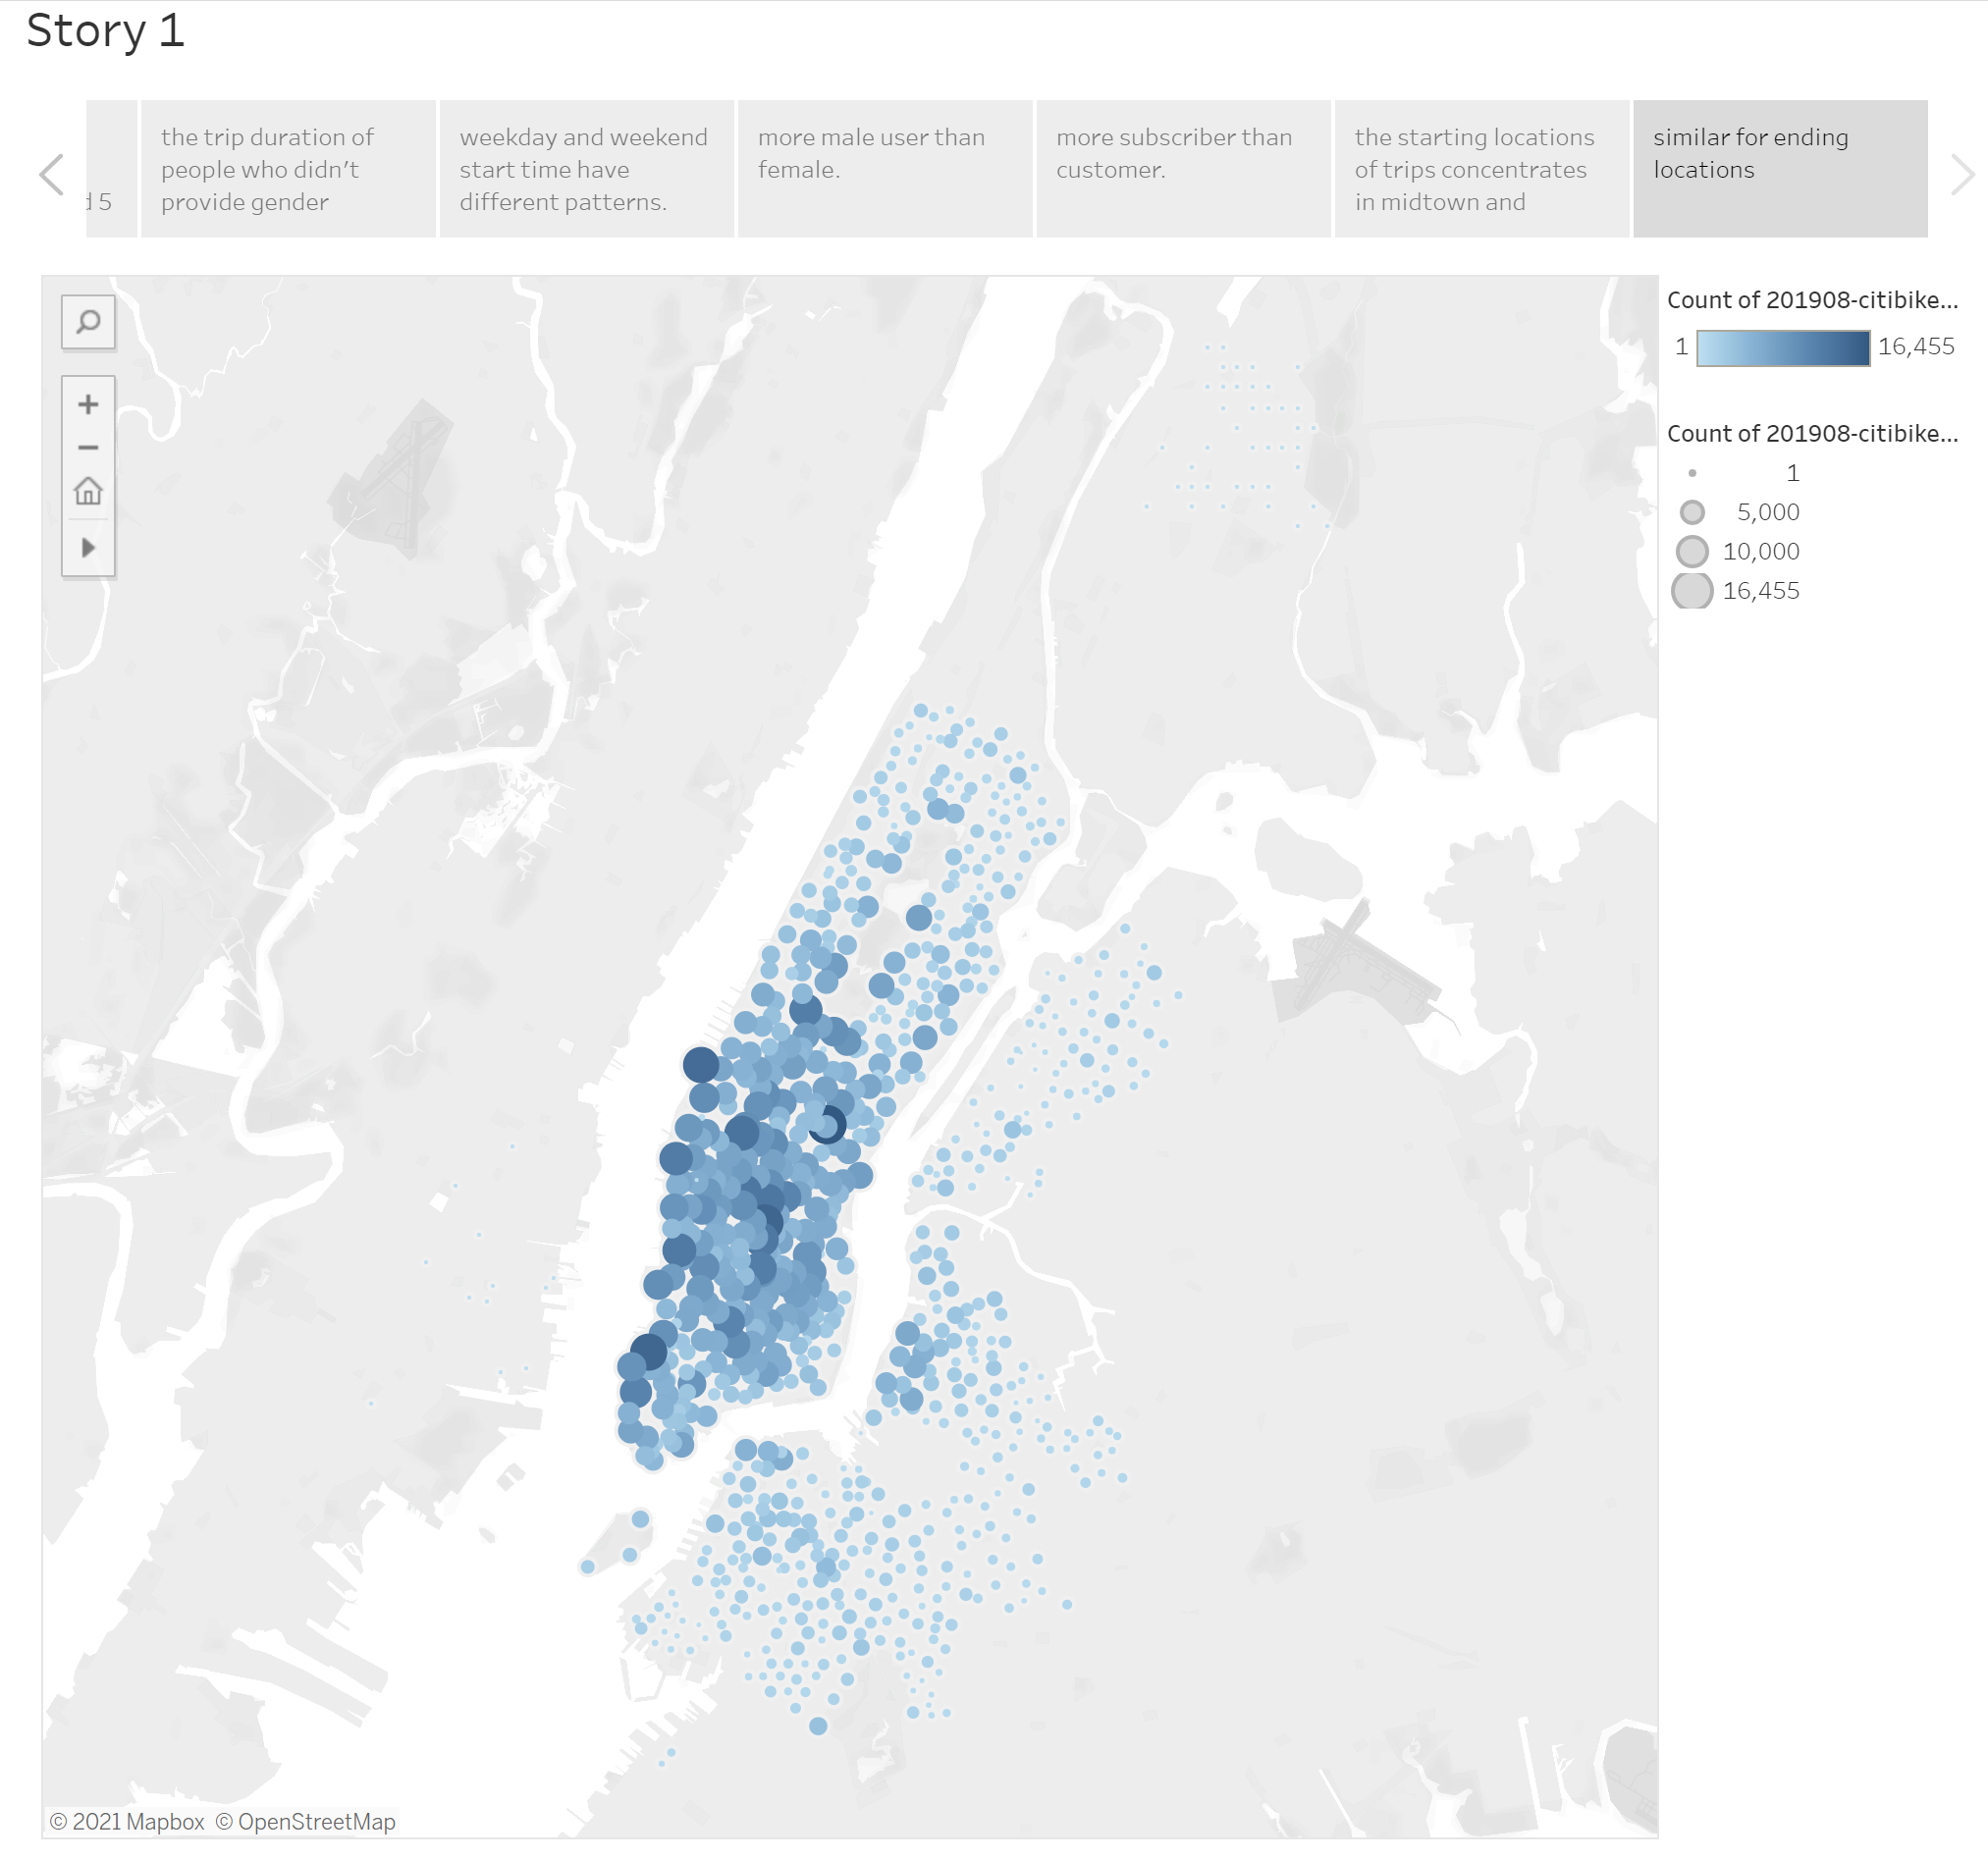 Story 1
d 5
the trip duration of
people who didn't
provide gender
weekday and weekend
start time have
different patterns.
more male user than
female.
more subscriber than
customer.
the starting locations
of trips concentrates
in midtown and
similar for ending
locations
Count of 201908-citibike...
1
16,455
Count of 201908-citibike...
1
5,000
10,000
16,455
© 2021 Mapbox © OpenStreetMap